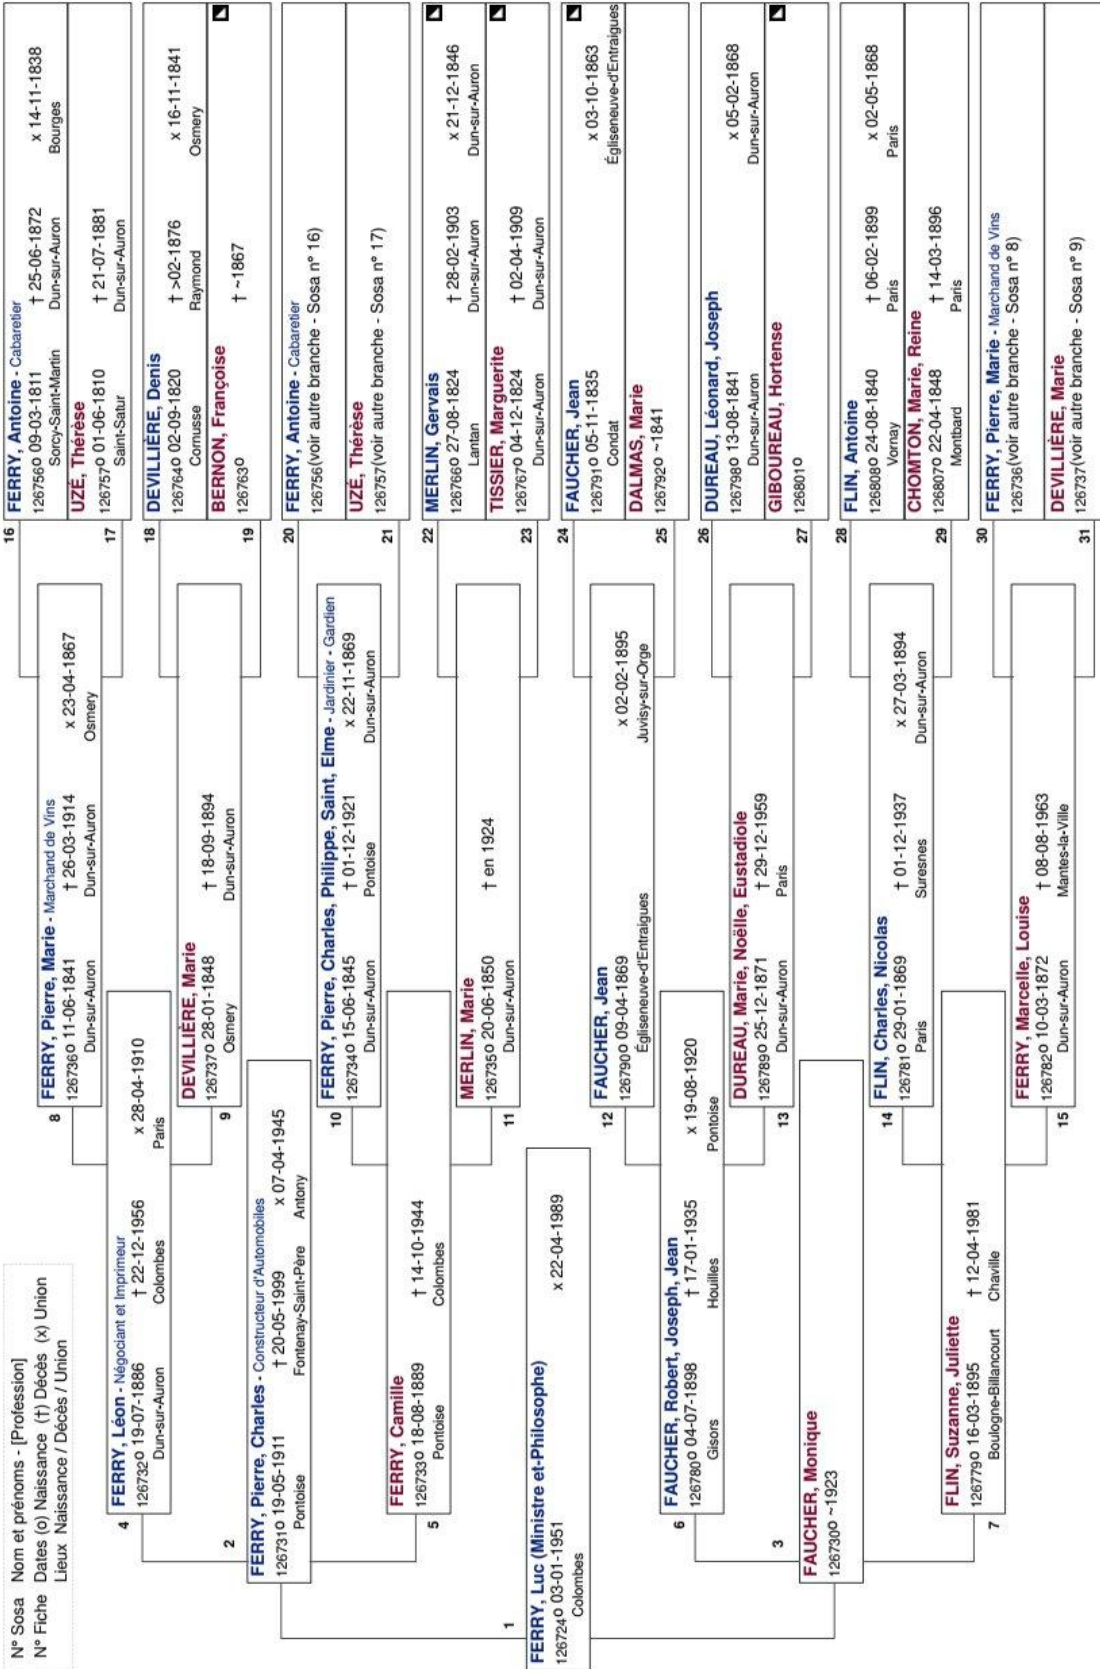 N° Sosa Nom et prénoms - [Profession]
N° Fiche Dates (o) Naissance (†) Décès (x) Union
Lieux Naissance / Décès / Union
1
FERRY, Luc (Ministre et-Philosophe)
126724o 03-01-1951 x 22-04-1989
Colombes
2
FERRY, Pierre, Charles - Constructeur d'Automobiles
126731o 19-05-1911 † 20-05-1999 x 07-04-1945
Pontoise Fontenay-Saint-Père Antony
3
FAUCHER, Monique
126730o ~1923
4
FERRY, Léon - Négociant et Imprimeur
126732o 19-07-1886 † 22-12-1956 x 28-04-1910
Dun-sur-Auron Colombes Paris
5
FERRY, Camille
126733o 18-08-1889 † 14-10-1944
Pontoise Colombes
6
FAUCHER, Robert, Joseph, Jean
126780o 04-07-1898 † 17-01-1935 x 19-08-1920
Gisors Houilles Pontoise
7
FLIN, Suzanne, Juliette
126779o 16-03-1895 † 12-04-1981
Boulogne-Billancourt Chaville
8
FERRY, Pierre, Marie - Marchand de Vins
126736o 11-06-1841 † 26-03-1914 x 23-04-1867
Dun-sur-Auron Dun-sur-Auron Osmery
9
DEVILLIÈRE, Marie
126737o 28-01-1848 † 18-09-1894
Osmery Dun-sur-Auron
10
FERRY, Pierre, Charles, Philippe, Saint, Elme - Jardinier - Gardien
126734o 15-06-1845 † 01-12-1921 x 22-11-1869
Dun-sur-Auron Pontoise Dun-sur-Auron
11
MERLIN, Marie
126735o 20-06-1850 † en 1924
Dun-sur-Auron
12
FAUCHER, Jean
126790o 09-04-1869 x 02-02-1895
Égliseneuve-d'Entraigues Juvisy-sur-Orge
13
DUREAU, Marie, Noëlle, Eustadiole
126789o 25-12-1871 † 29-12-1959
Dun-sur-Auron Paris
14
FLIN, Charles, Nicolas
126781o 29-01-1869 † 01-12-1937 x 27-03-1894
Paris Suresnes Dun-sur-Auron
15
FERRY, Marcelle, Louise
126782o 10-03-1872 † 08-08-1963
Dun-sur-Auron Mantes-la-Ville
16
FERRY, Antoine - Cabaretier
126756o 09-03-1811 † 25-06-1872 x 14-11-1838
Sorcy-Saint-Martin Dun-sur-Auron Bourges
17
UZÉ, Thérèse
126757o 01-06-1810 † 21-07-1881
Saint-Satur Dun-sur-Auron
18
DEVILLIÈRE, Denis
126764o 02-09-1820 † >02-1876 x 16-11-1841
Cornusse Raymond Osmery
19
BERNON, Françoise
126763o † ~1867
20
FERRY, Antoine - Cabaretier
126756(voir autre branche - Sosa n° 16)
21
UZÉ, Thérèse
126757(voir autre branche - Sosa n° 17)
22
MERLIN, Gervais
126766o 27-08-1824 † 28-02-1903 x 21-12-1846
Lantan Dun-sur-Auron Dun-sur-Auron
23
TISSIER, Marguerite
126767o 04-12-1824 † 02-04-1909
Dun-sur-Auron Dun-sur-Auron
24
FAUCHER, Jean
126791o 05-11-1835 x 03-10-1863
Condat Égliseneuve-d'Entraigues
25
DALMAS, Marie
126792o ~1841
26
DUREAU, Léonard, Joseph
126798o 13-08-1841 x 05-02-1868
Dun-sur-Auron Dun-sur-Auron
27
GIBOUREAU, Hortense
126801o
28
FLIN, Antoine
126808o 24-08-1840 † 06-02-1899 x 02-05-1868
Vornay Paris Paris
29
CHOMTON, Marie, Reine
126807o 22-04-1848 † 14-03-1896
Montbard Paris
30
FERRY, Pierre, Marie - Marchand de Vins
126736(voir autre branche - Sosa n° 8)
31
DEVILLIÈRE, Marie
126737(voir autre branche - Sosa n° 9)